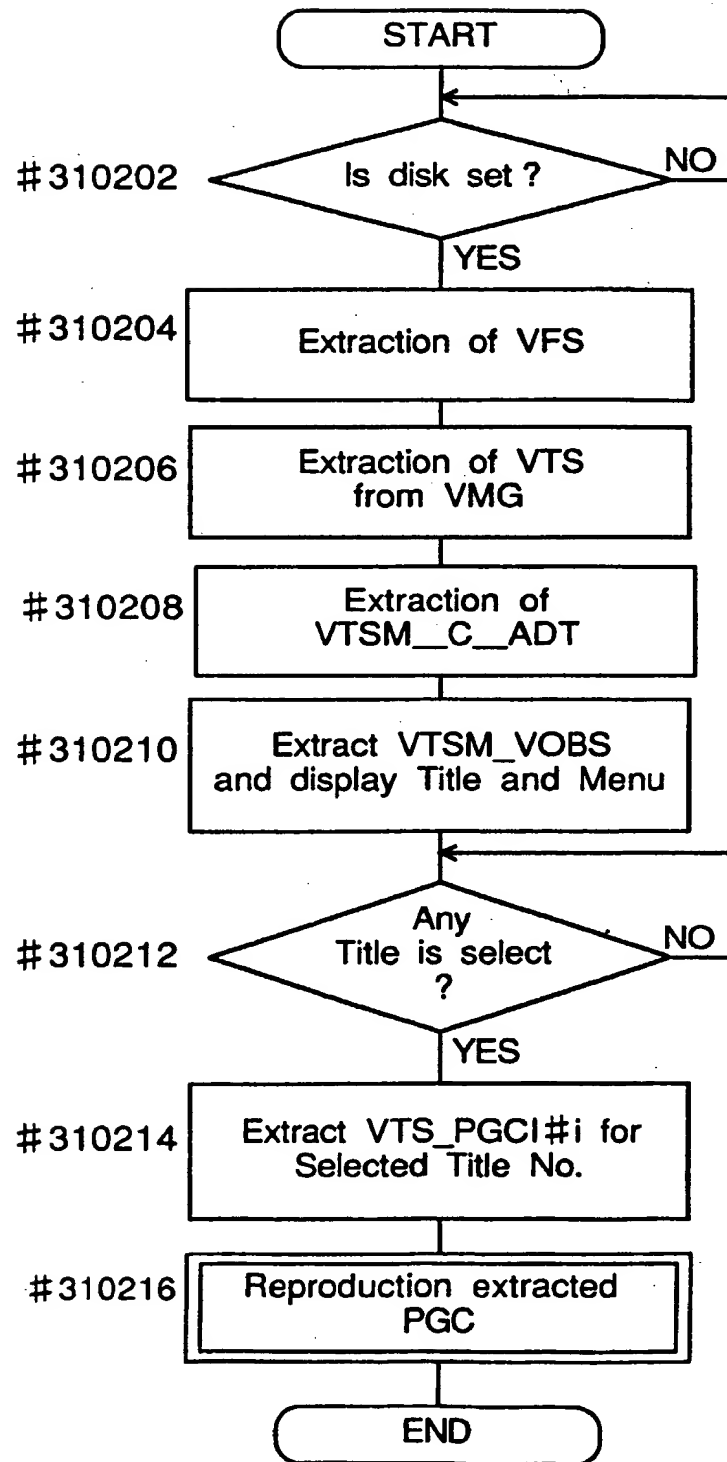 START
#310202
Is disk set ?
NO
YES
#310204
Extraction of VFS
#310206
Extraction of VTS
from VMG
#310208
Extraction of
VTSM__C__ADT
#310210
Extract VTSM_VOBS
and display Title and Menu
#310212
Any
Title is select
?
NO
YES
#310214
Extract VTS_PGCI#i for
Selected Title No.
#310216
Reproduction extracted
PGC
END